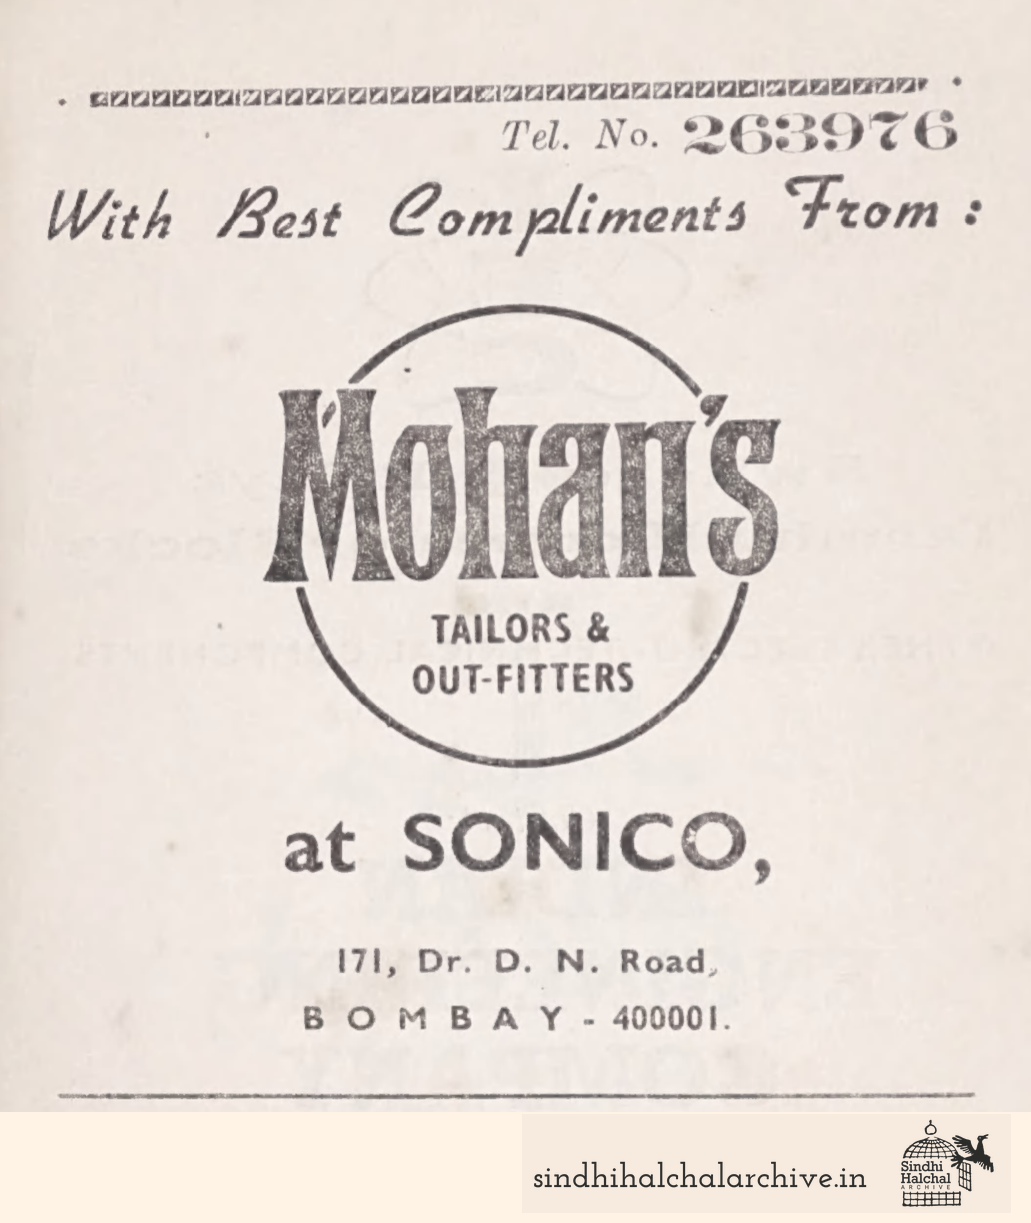 Tel. No. 263976
With Best Compliments From :
Mohan's
TAILORS &
OUT-FITTERS
at SONICO,
171, Dr. D. N. Road,
BOMBAY - 400001.
sindhihalchalarchive.in
Sindhi
Halchal
ARCHIVE